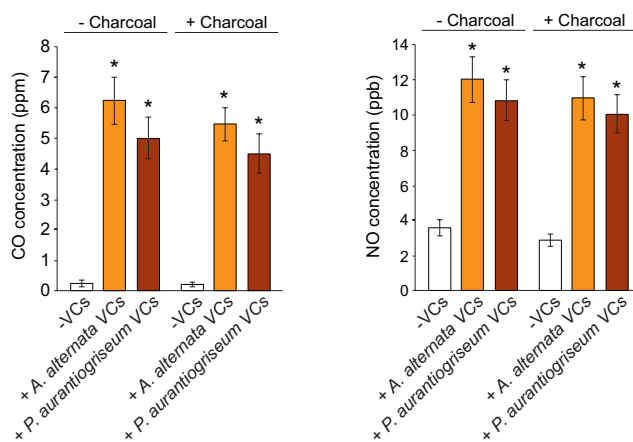 - Charcoal + Charcoal
CO concentration (ppm)
8
7
6
5
4
3
2
1
0
* * * *
-VCs
+ A. alternata VCs
+ P. aurantiogriseum VCs
-VCs
+ A. alternata VCs
+ P. aurantiogriseum VCs
- Charcoal + Charcoal
NO concentration (ppb)
14
12
10
8
6
4
2
0
* * * *
-VCs
+ A. alternata VCs
+ P. aurantiogriseum VCs
-VCs
+ A. alternata VCs
+ P. aurantiogriseum VCs